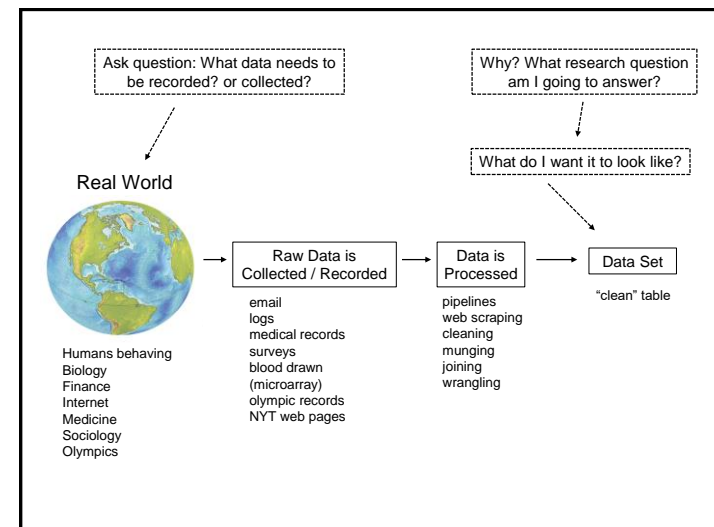 Ask question: What data needs to
be recorded? or collected?
Why? What research question
am I going to answer?
What do I want it to look like?
Real World
Raw Data is
Collected / Recorded
Data is
Processed
Data Set
Humans behaving
Biology
Finance
Internet
Medicine
Sociology
Olympics
email
logs
medical records
surveys
blood drawn
(microarray)
olympic records
NYT web pages
pipelines
web scraping
cleaning
munging
joining
wrangling
“clean” table